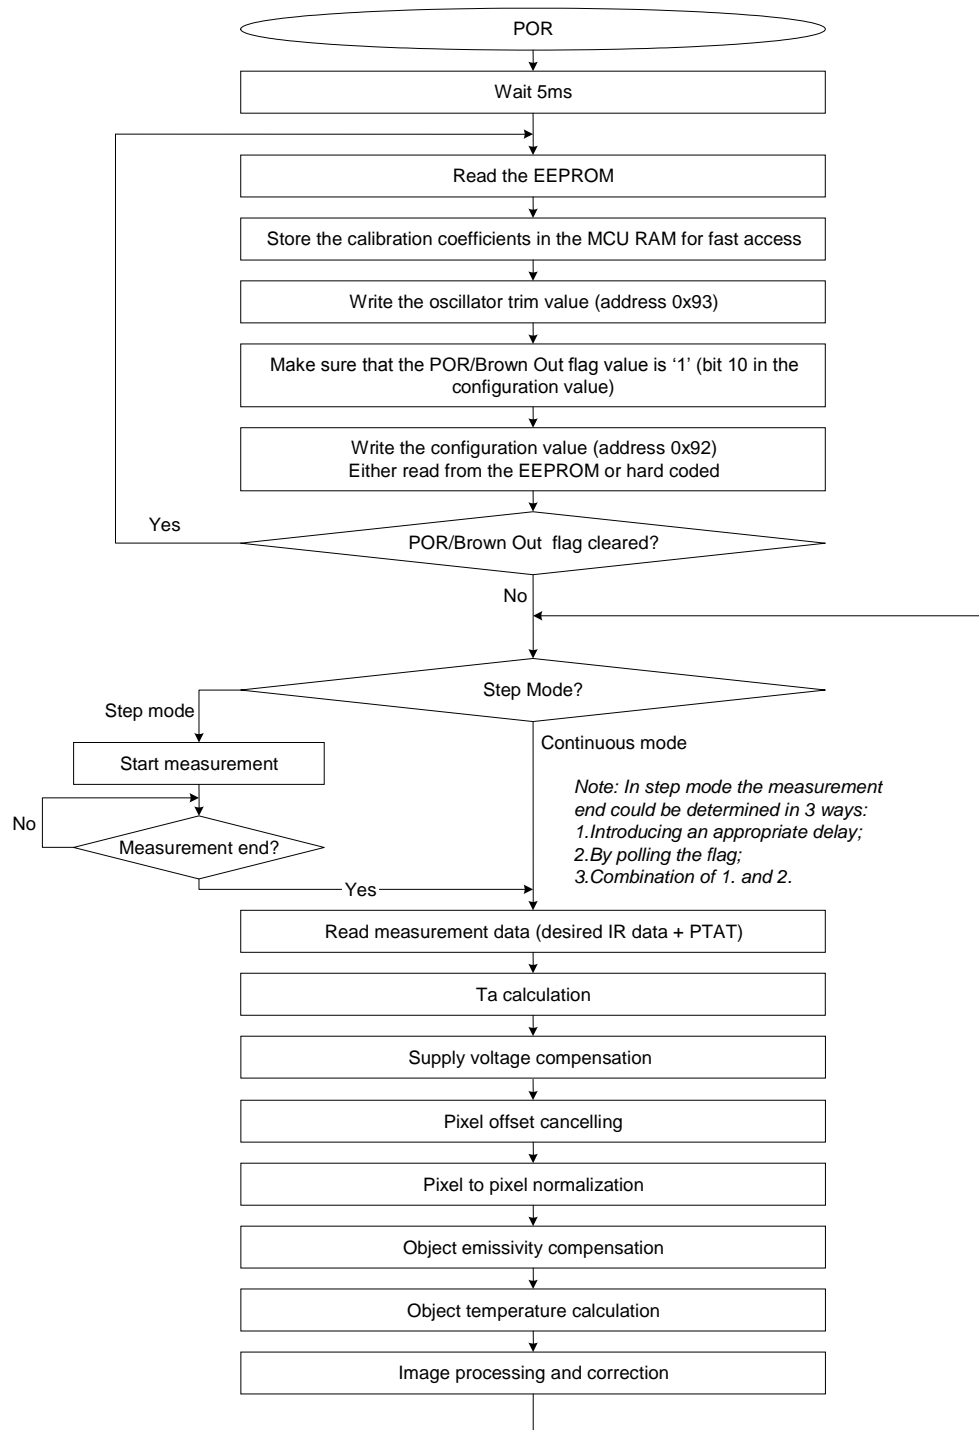 POR
Wait 5ms
Read the EEPROM
Store the calibration coefficients in the MCU RAM for fast access
Write the oscillator trim value (address 0x93)
Make sure that the POR/Brown Out flag value is ‘1’ (bit 10 in the
configuration value)
Write the configuration value (address 0x92)
Either read from the EEPROM or hard coded
Yes
POR/Brown Out  flag cleared?
No
Step Mode?
Step mode
Continuous mode
Start measurement
Note: In step mode the measurement
end could be determined in 3 ways:
1.Introducing an appropriate delay;
2.By polling the flag;
3.Combination of 1. and 2.
No
Measurement end?
Yes
Read measurement data (desired IR data + PTAT)
Ta calculation
Supply voltage compensation
Pixel offset cancelling
Pixel to pixel normalization
Object emissivity compensation
Object temperature calculation
Image processing and correction